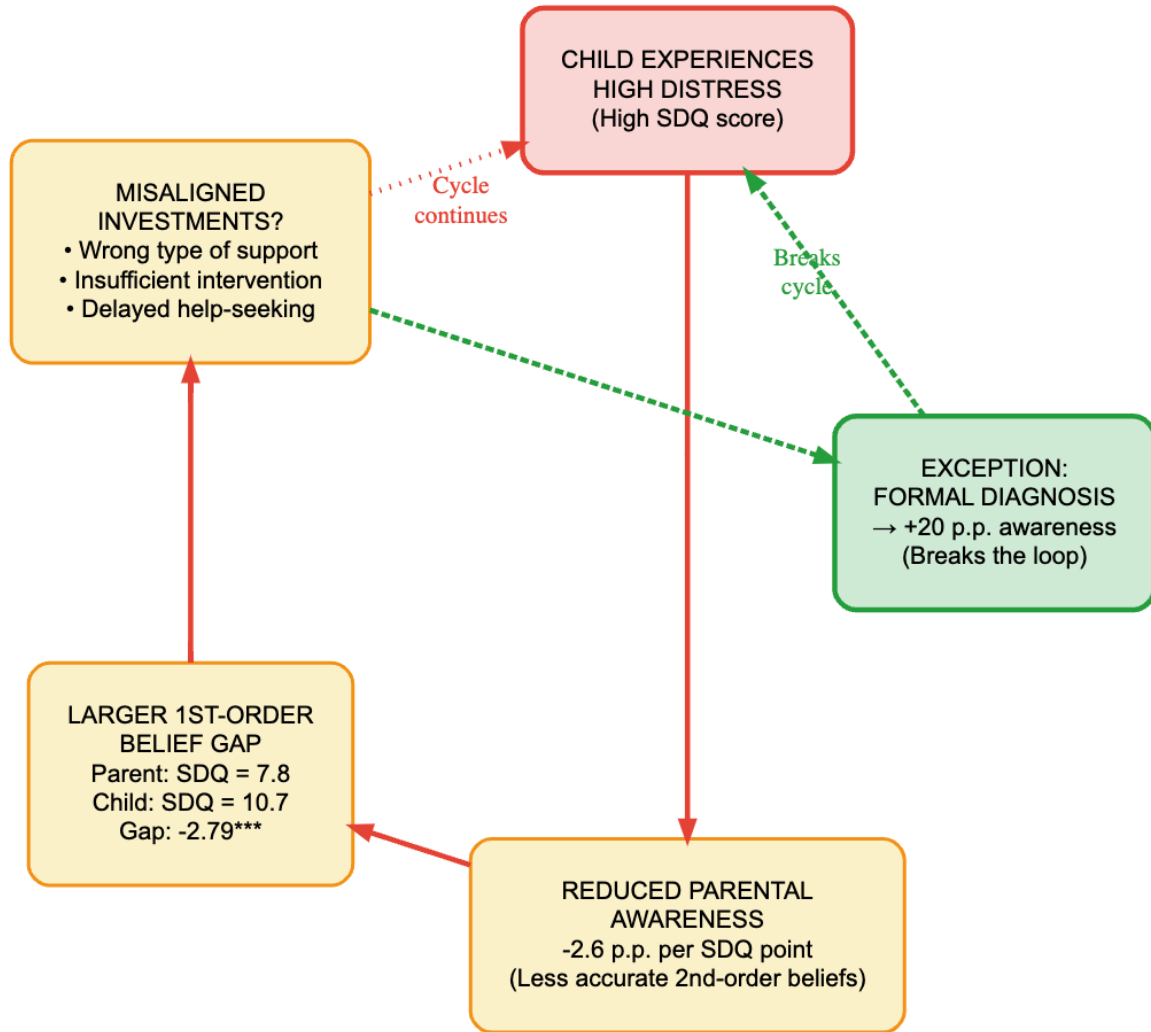 CHILD EXPERIENCES
HIGH DISTRESS
(High SDQ score)
MISALIGNED
INVESTMENTS?
• Wrong type of support
• Insufficient intervention
• Delayed help-seeking
Cycle
continues
Breaks
cycle
EXCEPTION:
FORMAL DIAGNOSIS
→ +20 p.p. awareness
(Breaks the loop)
LARGER 1ST-ORDER
BELIEF GAP
Parent: SDQ = 7.8
Child: SDQ = 10.7
Gap: -2.79***
REDUCED PARENTAL
AWARENESS
-2.6 p.p. per SDQ point
(Less accurate 2nd-order beliefs)